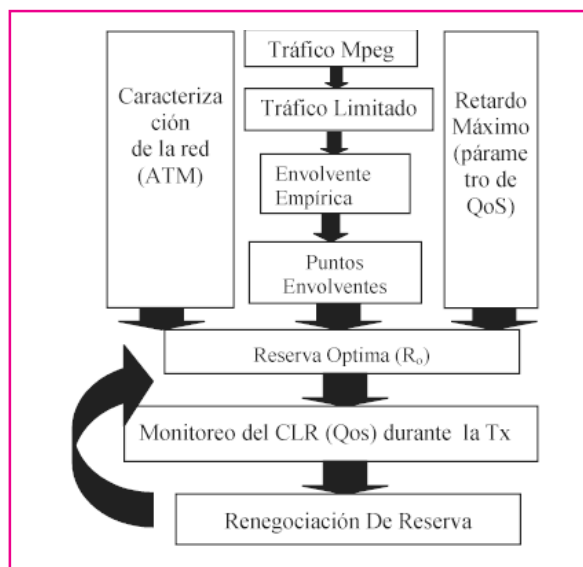 Caracteriza
ción
de la red
(ATM)
Tráfico Mpeg
Tráfico Limitado
Envolvente
Empírica
Puntos
Envolventes
Retardo
Máximo
(párame
tro de
QoS)
Reserva Optima (Rₒ)
Monitoreo del CLR (Qos) durante la Tx
Renegociación De Reserva